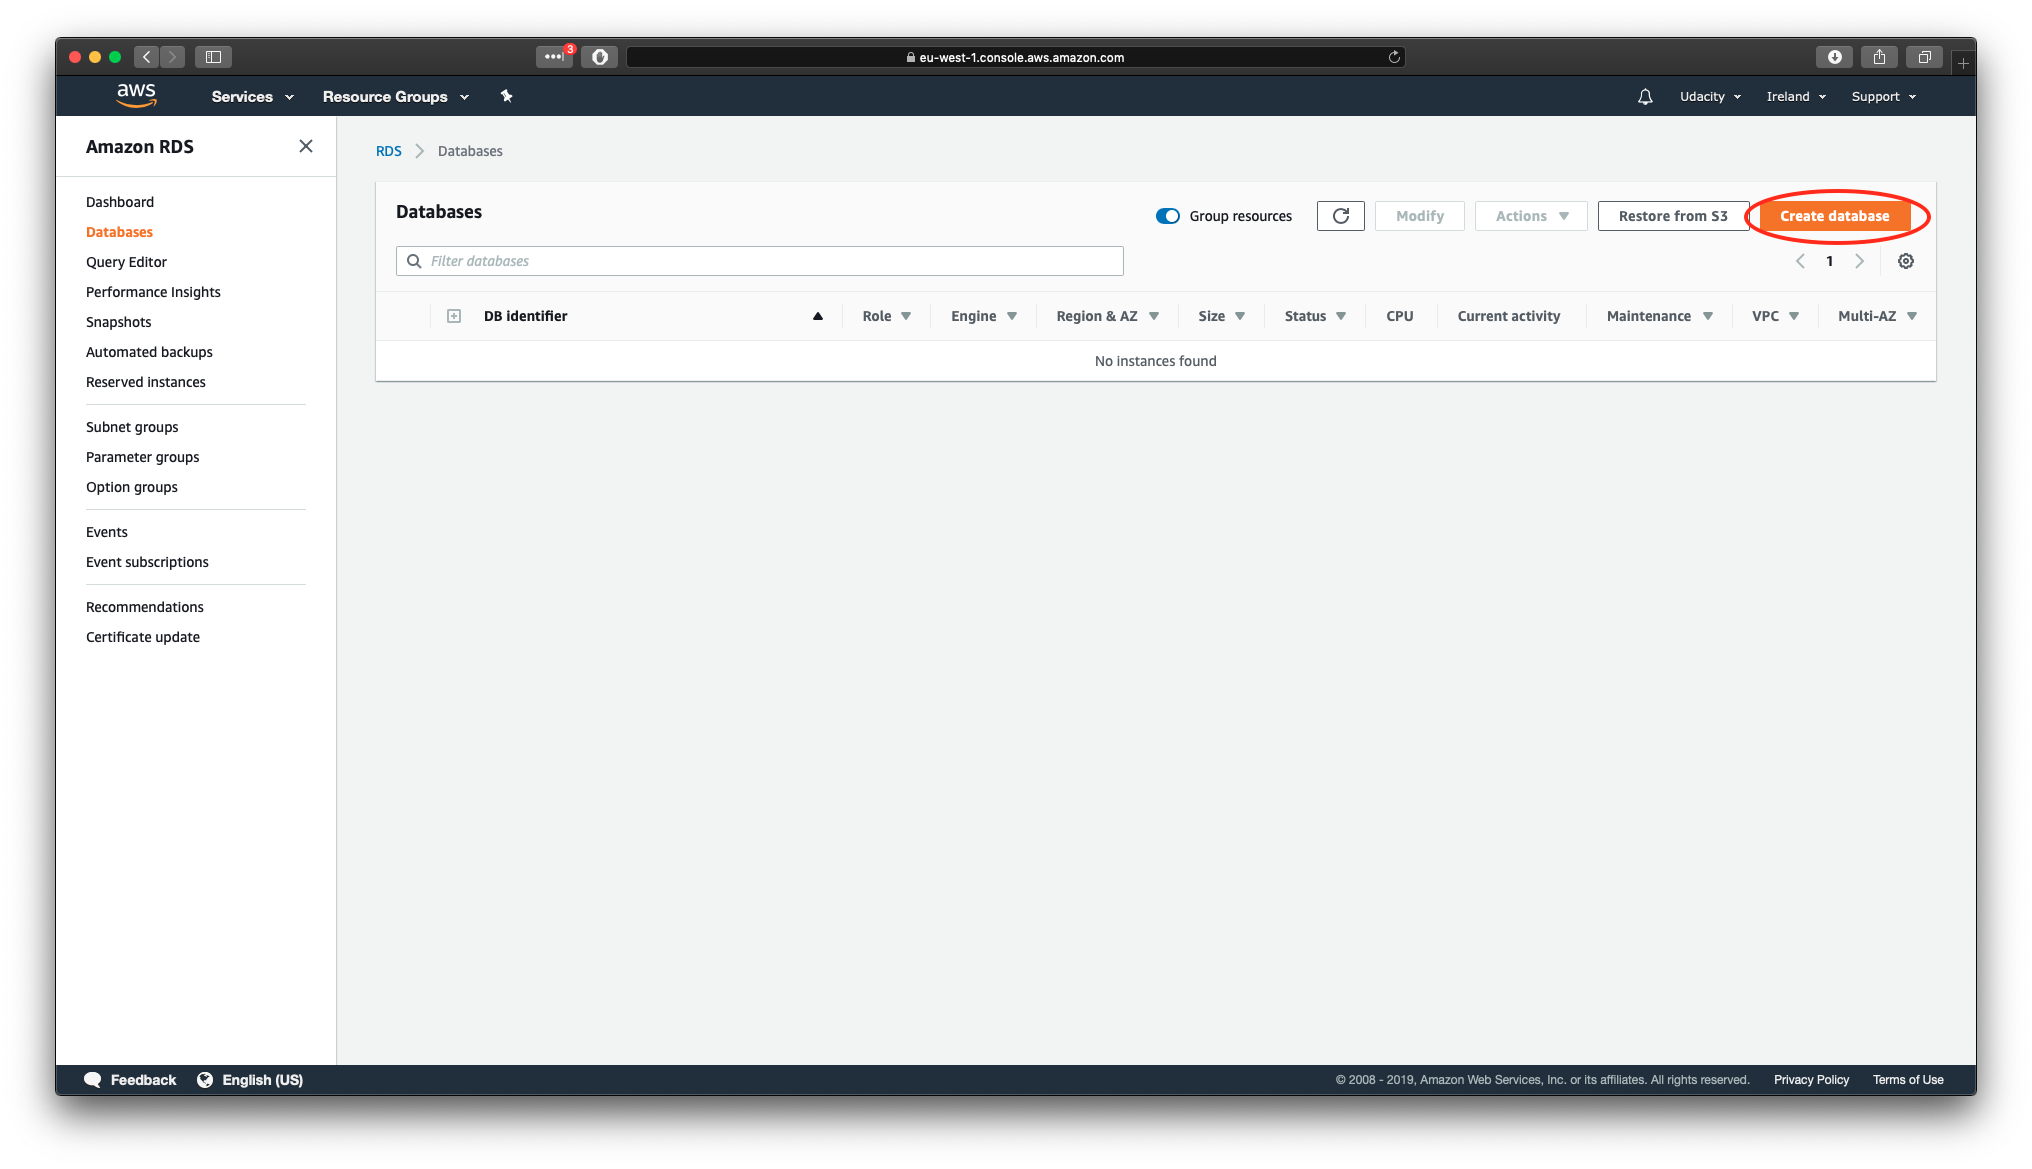 3
eu-west-1.console.aws.amazon.com
aws
Services
Resource Groups
Udacity
Ireland
Support
Amazon RDS
Dashboard
Databases
Query Editor
Performance Insights
Snapshots
Automated backups
Reserved instances
Subnet groups
Parameter groups
Option groups
Events
Event subscriptions
Recommendations
Certificate update
RDS Databases
Databases
Group resources
Modify
Actions
Restore from S3
Create database
Filter databases
1
DB identifier Role Engine Region & AZ Size Status CPU Current activity Maintenance VPC Multi-AZ
No instances found
Feedback
English (US)
© 2008 - 2019, Amazon Web Services, Inc. or its affiliates. All rights reserved.
Privacy Policy
Terms of Use